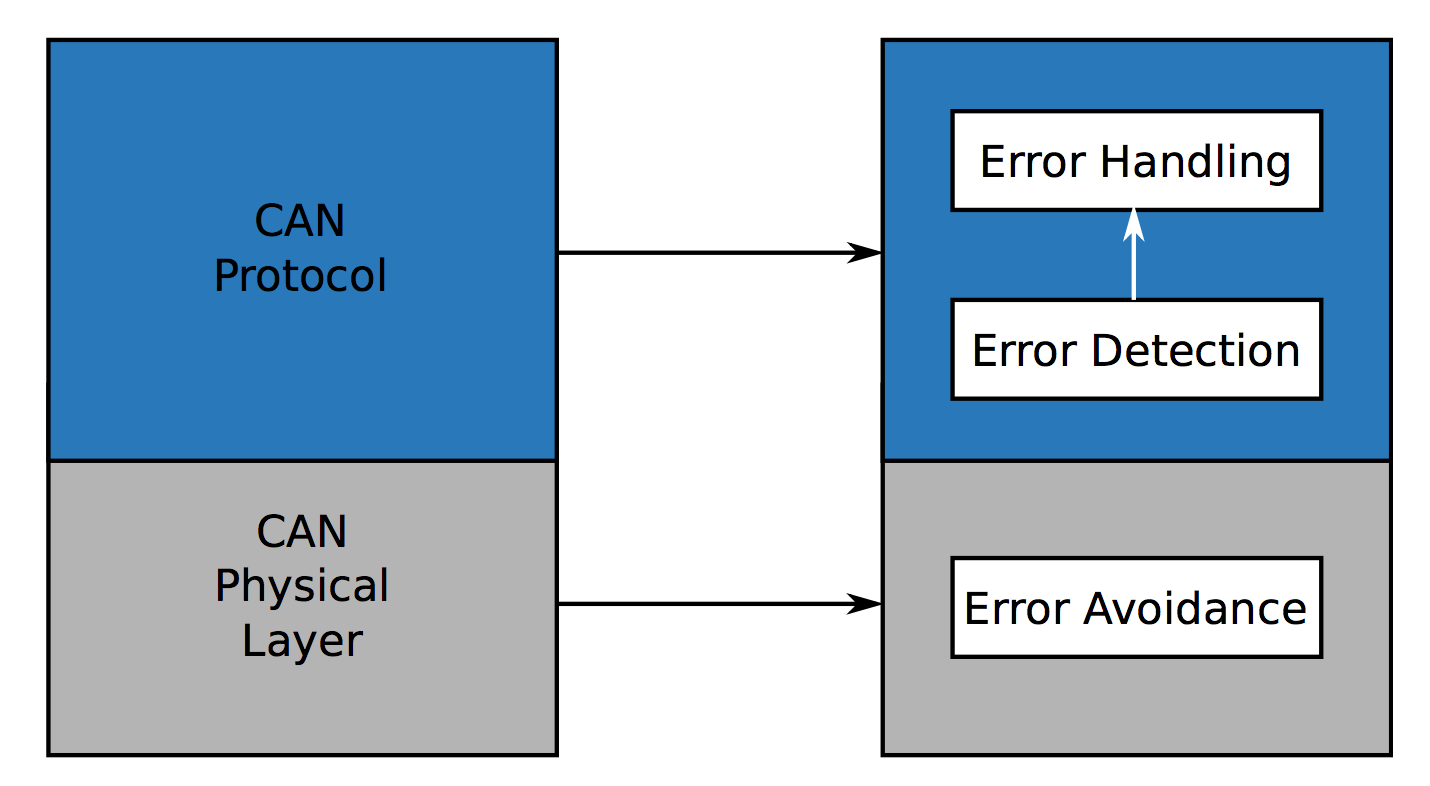 CAN
Protocol
CAN
Physical
Layer
Error Handling
Error Detection
Error Avoidance